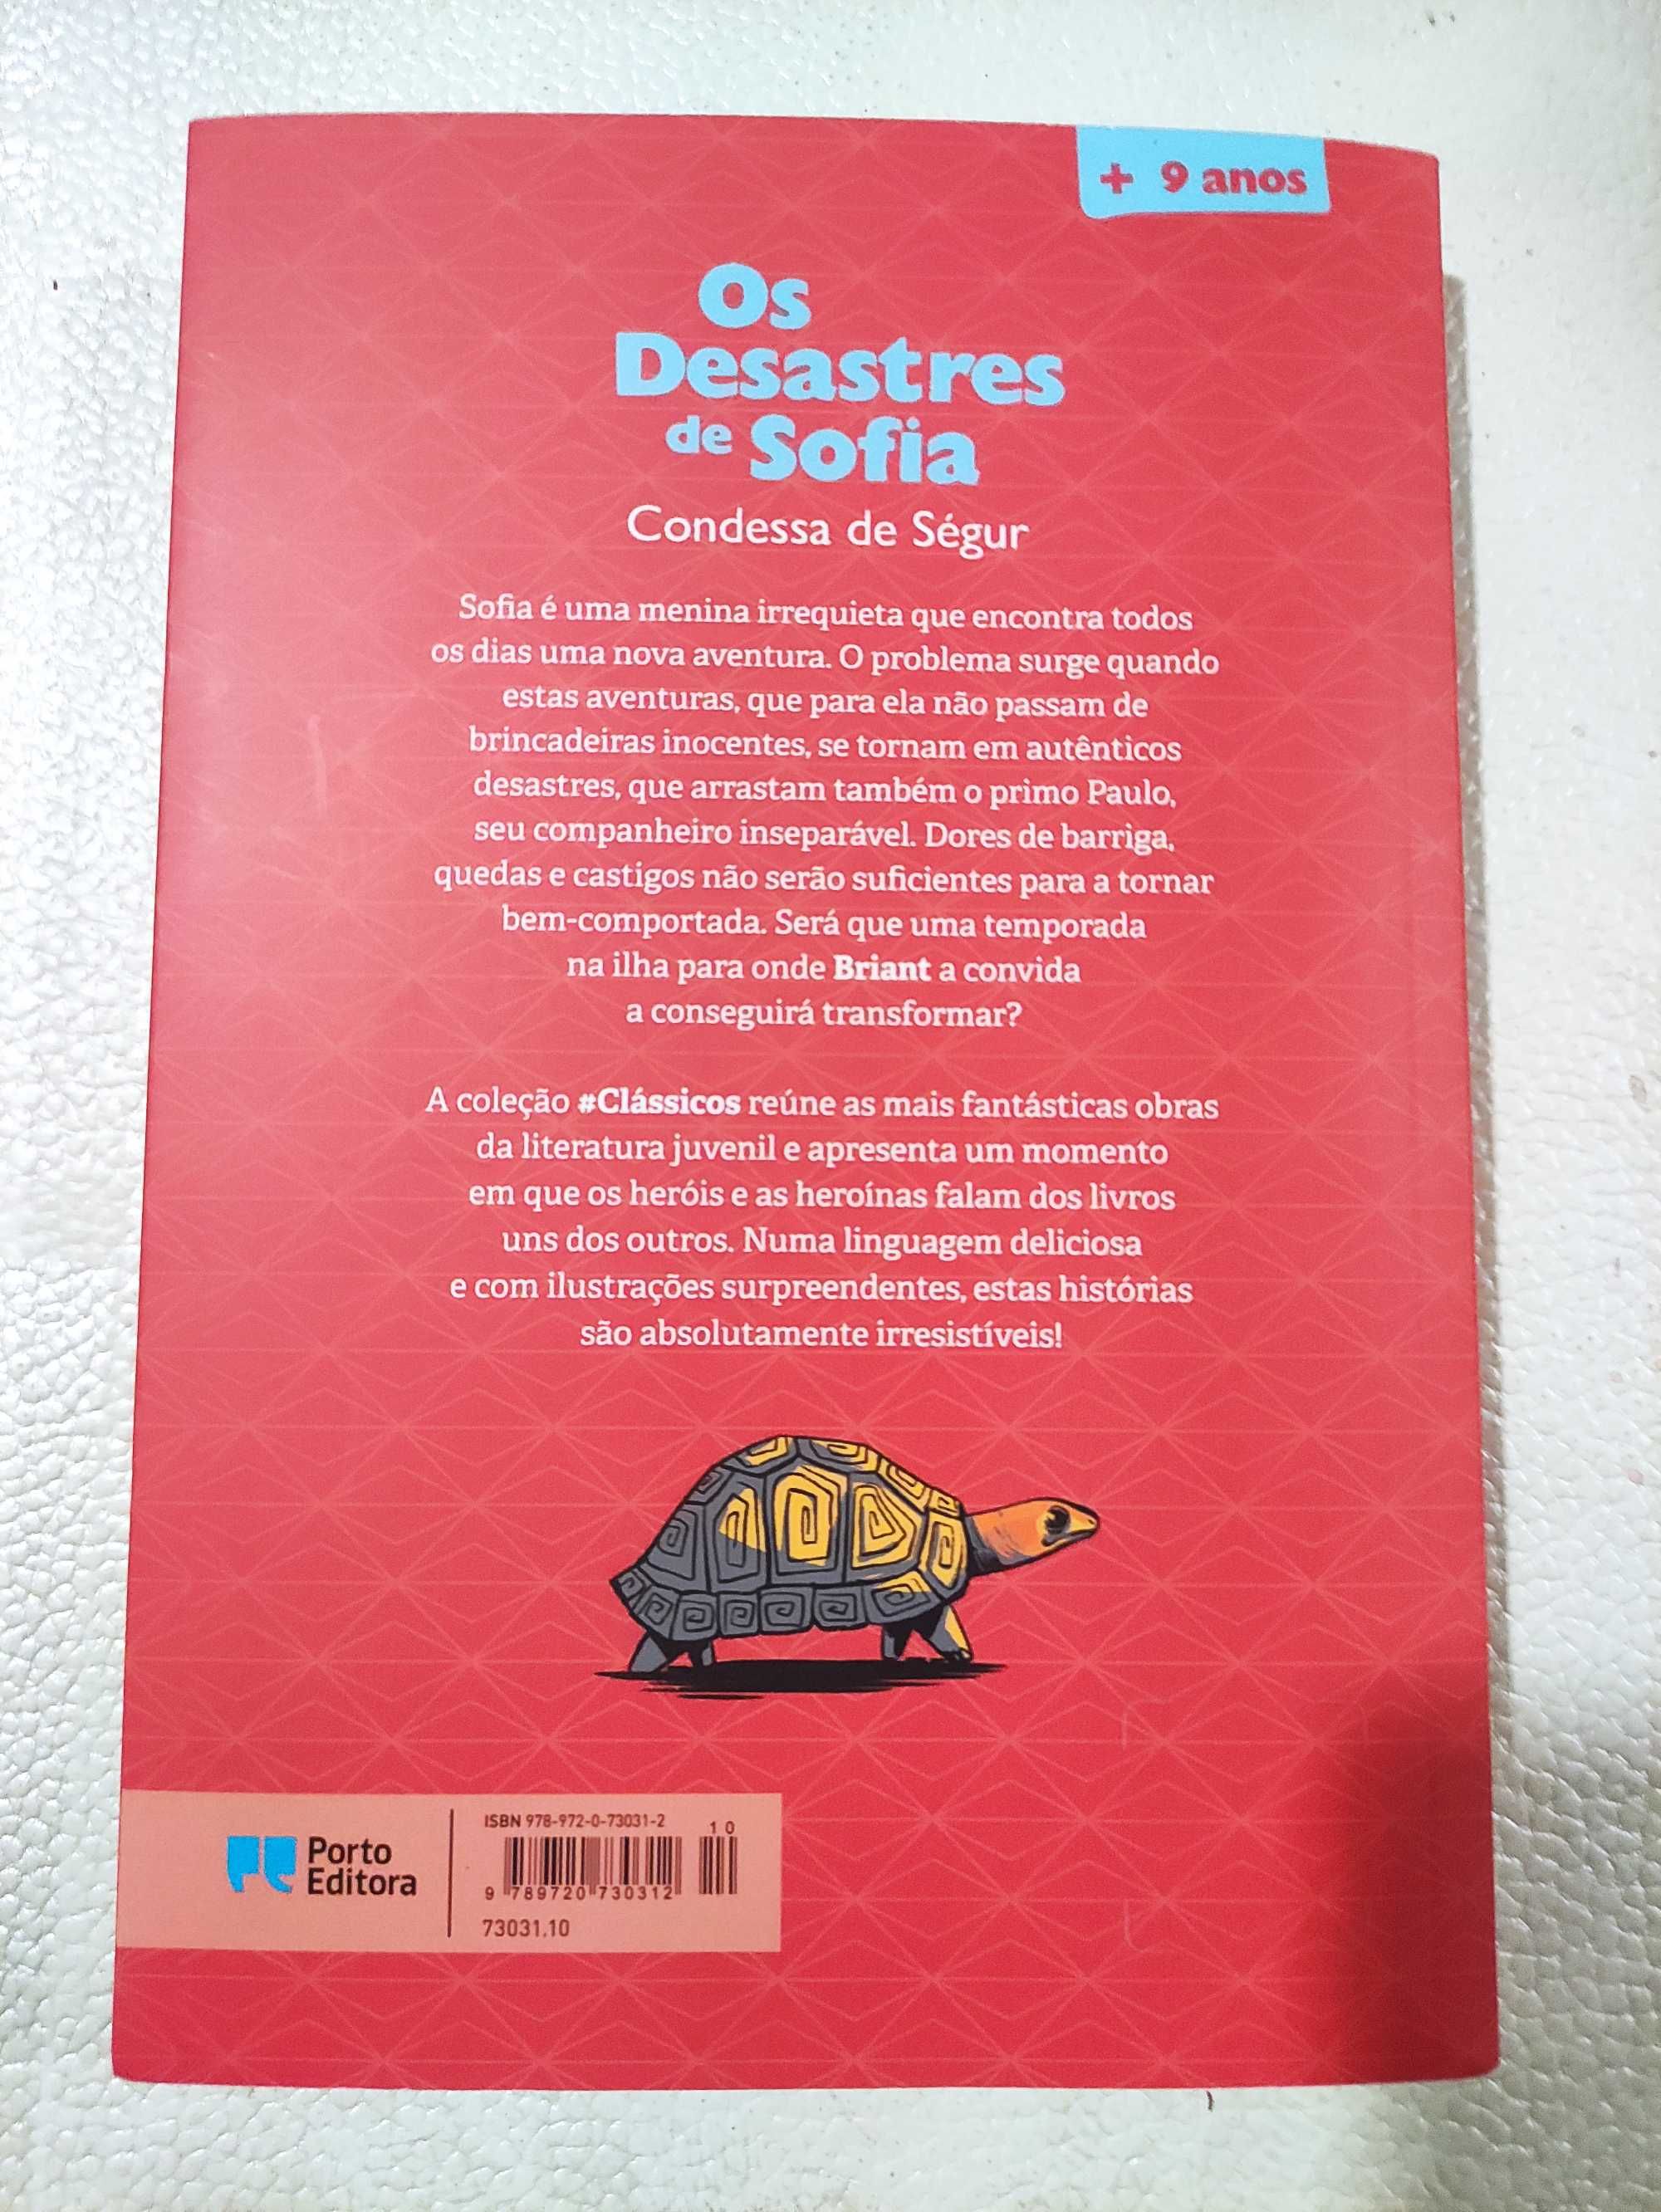 + 9 anos
Os
Desastres
de Sofia
Condessa de Ségur
Sofia é uma menina irrequieta que encontra todos
os dias uma nova aventura. O problema surge quando
estas aventuras, que para ela não passam de
brincadeiras inocentes, se tornam em autênticos
desastres, que arrastam também o primo Paulo,
seu companheiro inseparável. Dores de barriga,
quedas e castigos não serão suficientes para a tornar
bem-comportada. Será que uma temporada
na ilha para onde Briant a convida
a conseguirá transformar?
A coleção #Clássicos reúne as mais fantásticas obras
da literatura juvenil e apresenta um momento
em que os heróis e as heroínas falam dos livros
uns dos outros. Numa linguagem deliciosa
e com ilustrações surpreendentes, estas histórias
são absolutamente irresistíveis!
Porto
Editora
ISBN 978-972-0-73031-2
10
9 789720 730312
73031.10